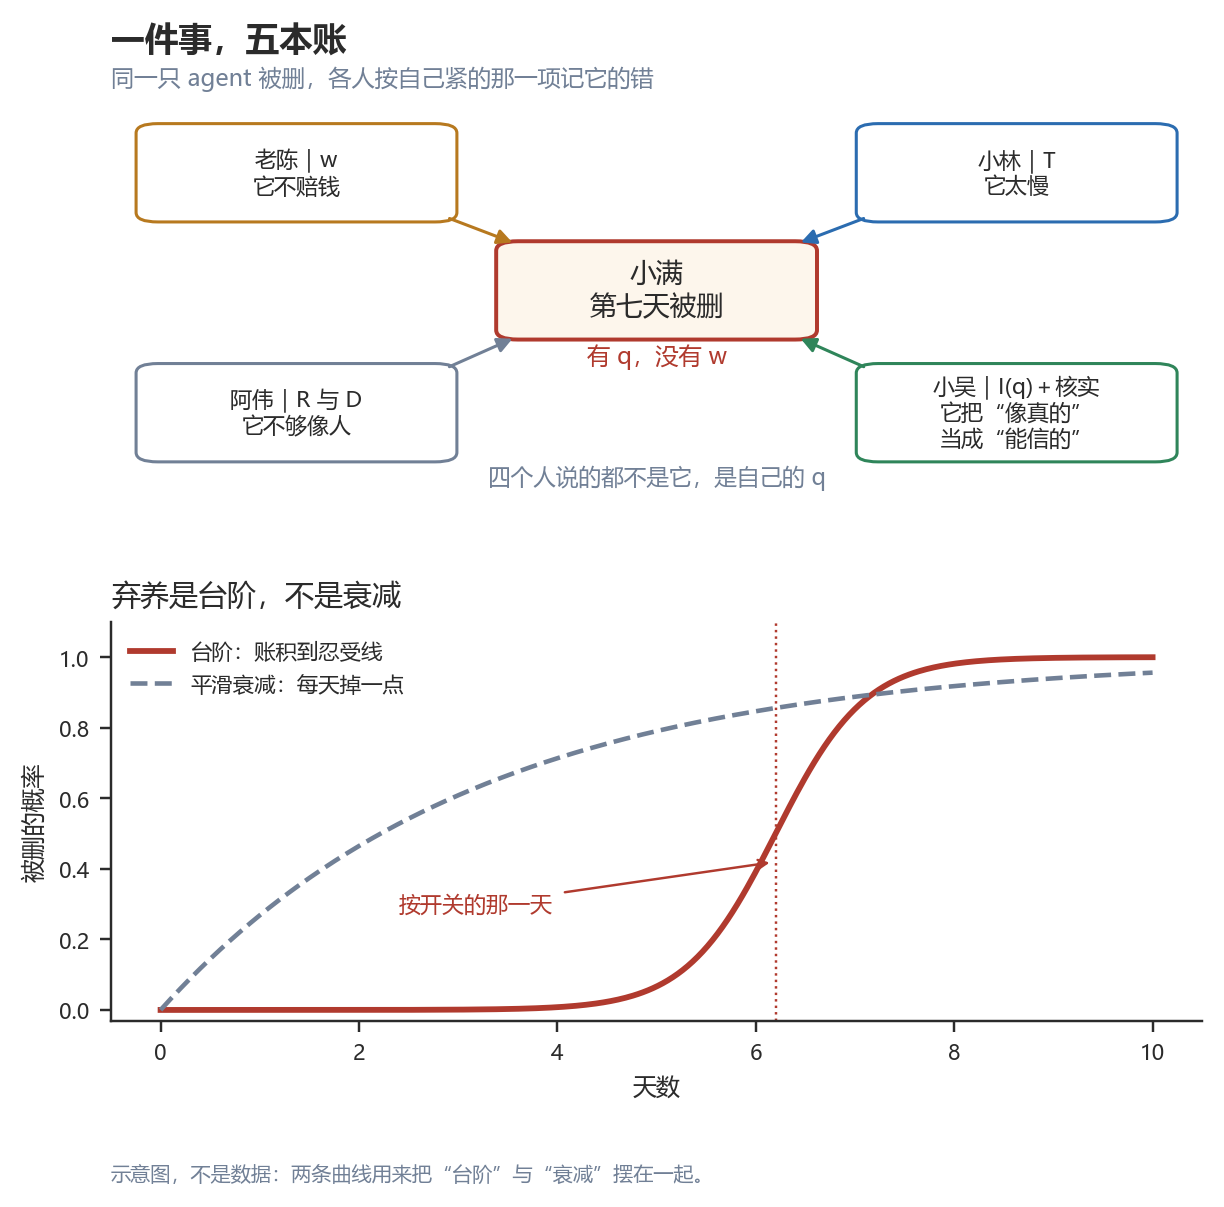 一件事，五本账
同一只 agent 被删，各人按自己紧的那一项记它的错
老陈｜w
它不赔钱
小林｜T
它太慢
小满
第七天被删
有 q，没有 w
阿伟｜R 与 D
它不够像人
小吴｜I(q)＋核实
它把“像真的”
当成“能信的”
四个人说的都不是它，是自己的 q
弃养是台阶，不是衰减
台阶：账积到忍受线
平滑衰减：每天掉一点
被删的概率
1.0
0.8
0.6
0.4
0.2
0.0
按开关的那一天
0 2 4 6 8 10
天数
示意图，不是数据：两条曲线用来把“台阶”与“衰减”摆在一起。